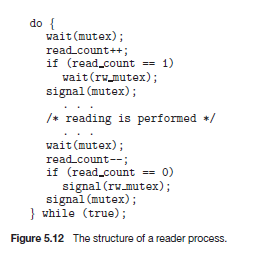 do {
wait(mutex);
read_count++;
if (read_count == 1)
wait(rw_mutex);
signal(mutex);
. . .
/* reading is performed */
. . .
wait(mutex);
read_count--;
if (read_count == 0)
signal(rw_mutex);
signal(mutex);
} while (true);
Figure 5.12 The structure of a reader process.